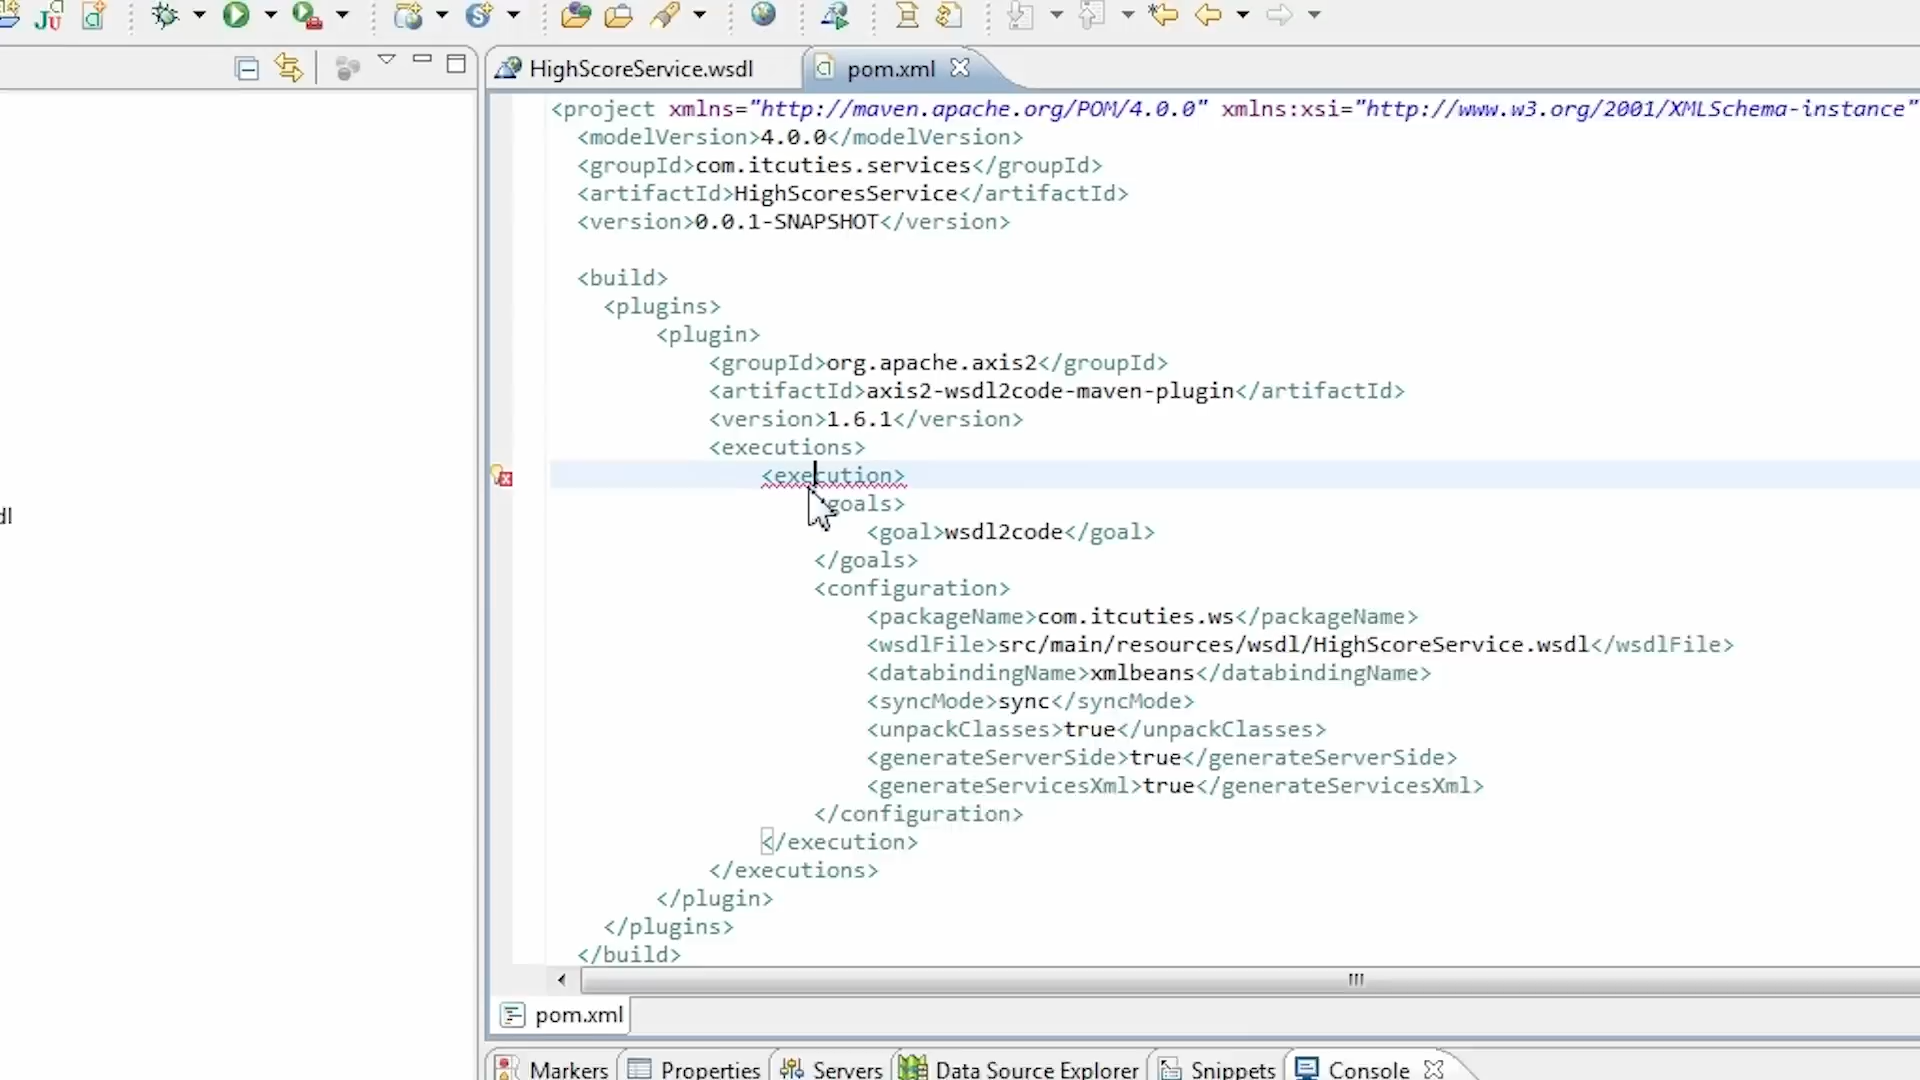 HighScoreService.wsdl
pom.xml
<project xmlns="http://maven.apache.org/POM/4.0.0" xmlns:xsi="http://www.w3.org/2001/XMLSchema-instance"
<modelVersion>4.0.0</modelVersion>
<groupId>com.itcuties.services</groupId>
<artifactId>HighScoresService</artifactId>
<version>0.0.1-SNAPSHOT</version>
<build>
<plugins>
<plugin>
<groupId>org.apache.axis2</groupId>
<artifactId>axis2-wsdl2code-maven-plugin</artifactId>
<version>1.6.1</version>
<executions>
<execution>
goals>
dl
<goal>wsdl2code</goal>
</goals>
<configuration>
<packageName>com.itcuties.ws</packageName>
<wsdlFile>src/main/resources/wsdl/HighScoreService.wsdl</wsdlFile>
<databindingName>xmlbeans</databindingName>
<syncMode>sync</syncMode>
<unpackClasses>true</unpackClasses>
<generateServerSide>true</generateServerSide>
<generateServicesXml>true</generateServicesXml>
</configuration>
</execution>
</executions>
</plugin>
</plugins>
</build>
pom.xml
Markers
Properties
Servers
Data Source Explorer
Snippets
Console